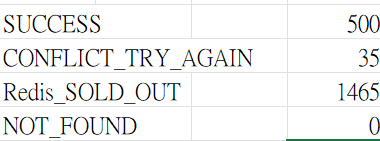 SUCCESS 500
CONFLICT_TRY_AGAIN 35
Redis_SOLD_OUT 1465
NOT_FOUND 0